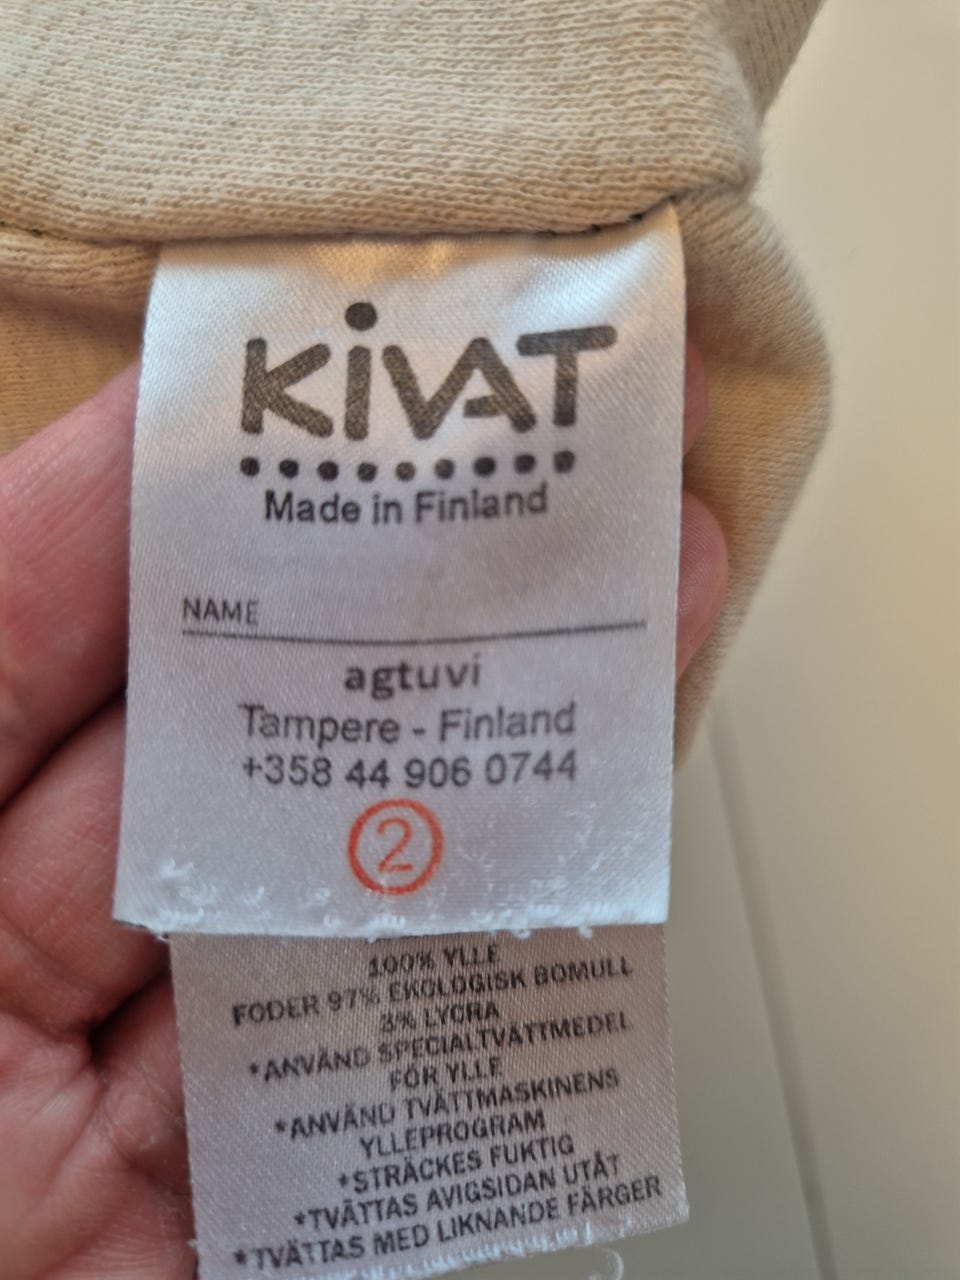 KiVAT
Made in Finland
NAME
agtuvi
Tampere - Finland
+358 44 906 0744
2
100% YLLE
FODER 97% EKOLOGISK BOMULL
3% LYCRA
*ANVÄND SPECIALTVÄTTMEDEL
FÖR YLLE
*ANVÄND TVÄTTMASKINENS
YLLEPROGRAM
*STRÄCKES FUKTIG
*TVÄTTAS AVIGSIDAN UTÅT
*TVÄTTAS MED LIKNANDE FÄRGER